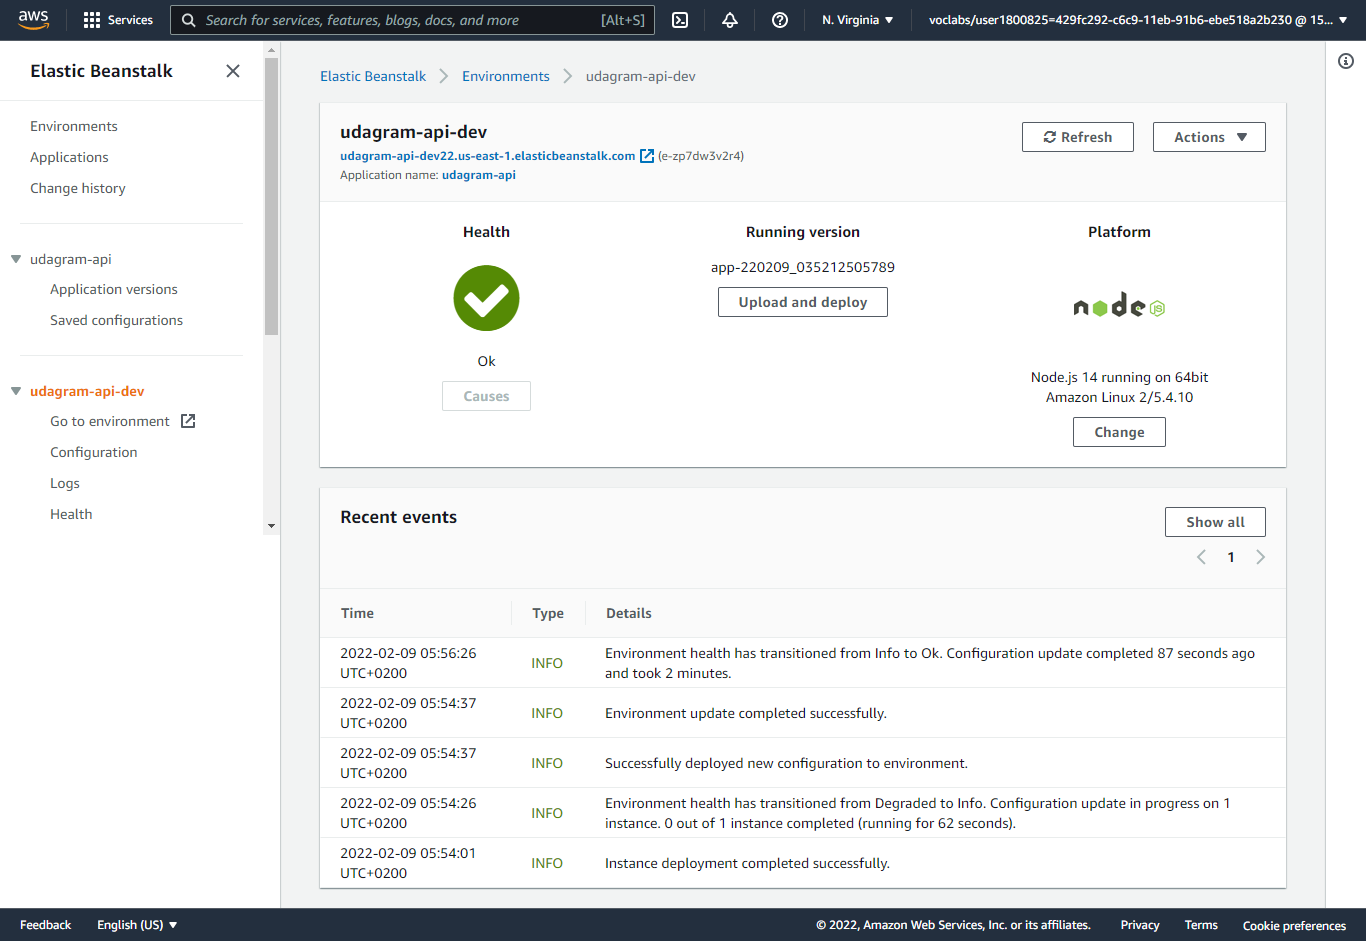 aws
Services
Search for services, features, blogs, docs, and more
[Alt+S]
N. Virginia
voclabs/user1800825=429fc292-c6c9-11eb-91b6-ebe518a2b230 @ 15...
Elastic Beanstalk
Environments
Applications
Change history
udagram-api
Application versions
Saved configurations
udagram-api-dev
Go to environment
Configuration
Logs
Health
Elastic Beanstalk
Environments
udagram-api-dev
udagram-api-dev
udagram-api-dev22.us-east-1.elasticbeanstalk.com (e-zp7dw3v2r4)
Application name: udagram-api
Refresh
Actions
Health
Ok
Causes
Running version
app-220209_035212505789
Upload and deploy
Platform
node JS
Node.js 14 running on 64bit
Amazon Linux 2/5.4.10
Change
Recent events
Show all
1
Time Type Details
2022-02-09 05:56:26
UTC+0200
INFO
Environment health has transitioned from Info to Ok. Configuration update completed 87 seconds ago
and took 2 minutes.
2022-02-09 05:54:37
UTC+0200
INFO
Environment update completed successfully.
2022-02-09 05:54:37
UTC+0200
INFO
Successfully deployed new configuration to environment.
2022-02-09 05:54:26
UTC+0200
INFO
Environment health has transitioned from Degraded to Info. Configuration update in progress on 1
instance. 0 out of 1 instance completed (running for 62 seconds).
2022-02-09 05:54:01
UTC+0200
INFO
Instance deployment completed successfully.
Feedback
English (US)
© 2022, Amazon Web Services, Inc. or its affiliates.
Privacy
Terms
Cookie preferences